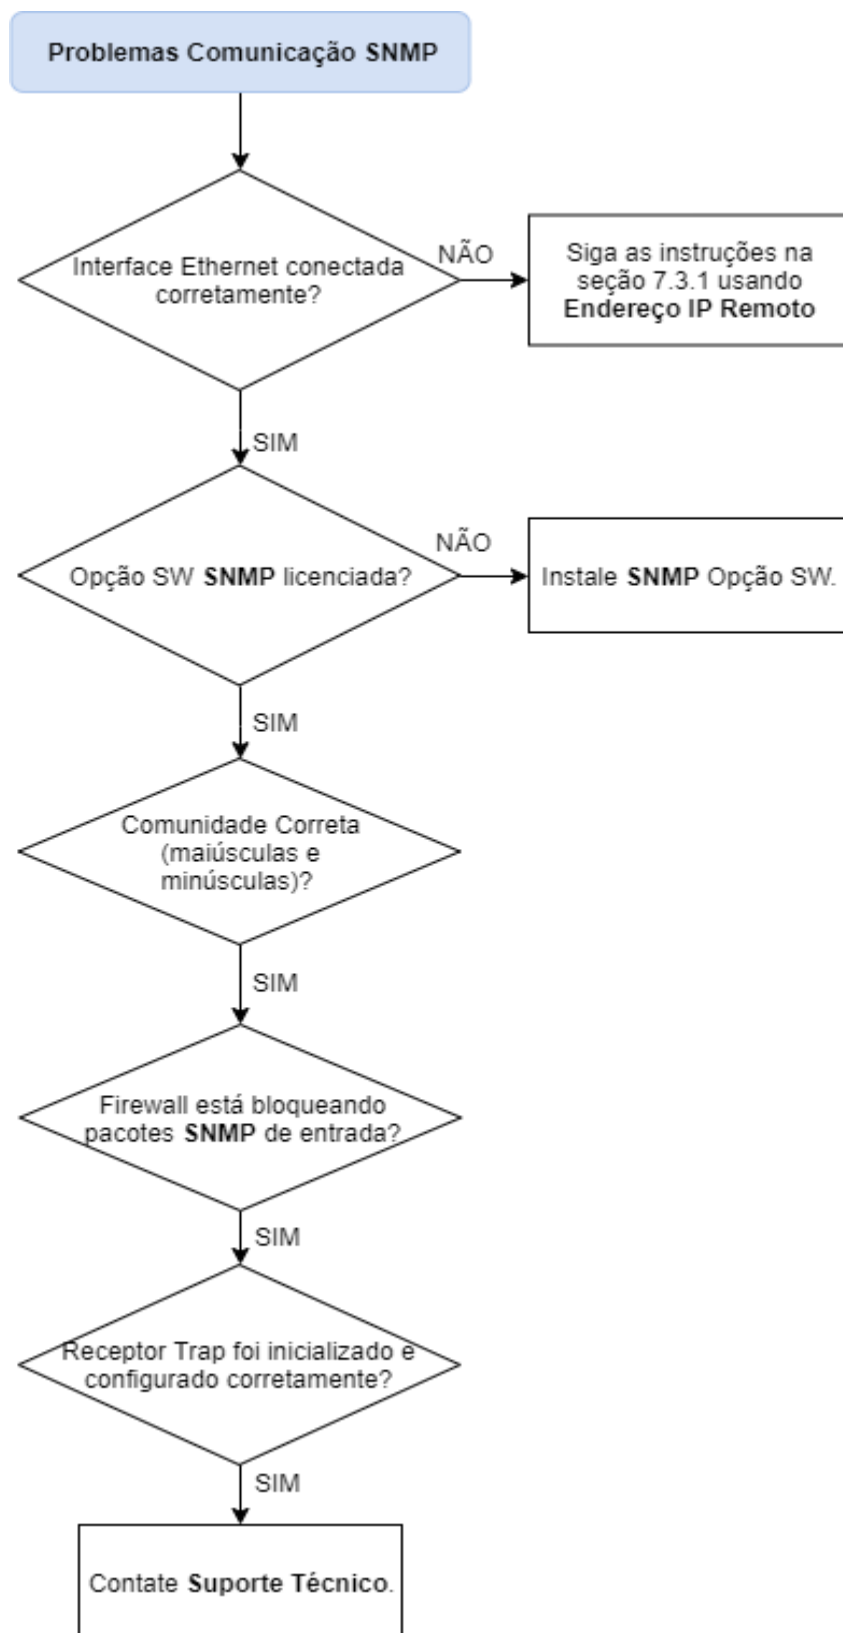 Problemas Comunicação SNMP
Interface Ethernet conectada
corretamente?
NÃO
Siga as instruções na
seção 7.3.1 usando
Endereço IP Remoto
SIM
Opção SW SNMP licenciada?
NÃO
Instale SNMP Opção SW.
SIM
Comunidade Correta
(maiúsculas e
minúsculas)?
SIM
Firewall está bloqueando
pacotes SNMP de entrada?
SIM
Receptor Trap foi inicializado e
configurado corretamente?
SIM
Contate Suporte Técnico.